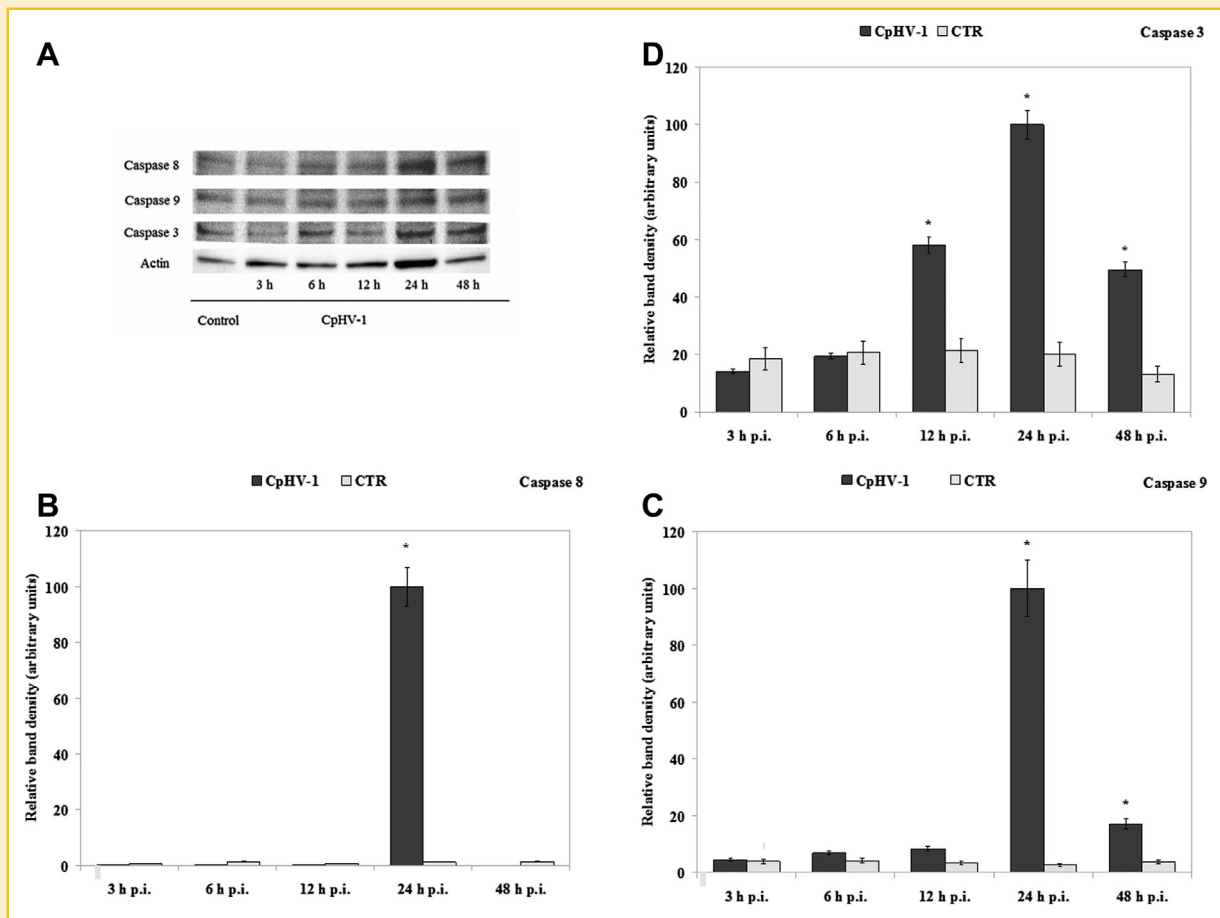 A
Caspase 8
Caspase 9
Caspase 3
Actin
3 h 6 h 12 h 24 h 48 h
Control CpHV-1
CpHV-1 CTR Caspase 3
D
Relative band density (arbitrary units)
120
100
80
60
40
20
0
* * *
3 h p.i. 6 h p.i. 12 h p.i. 24 h p.i. 48 h p.i.
CpHV-1 CTR Caspase 8
B
Relative band density (arbitrary units)
120
100
80
60
40
20
0
*
3 h p.i. 6 h p.i. 12 h p.i. 24 h p.i. 48 h p.i.
CpHV-1 CTR Caspase 9
C
Relative band density (arbitrary units)
120
100
80
60
40
20
0
* *
3 h p.i. 6 h p.i. 12 h p.i. 24 h p.i. 48 h p.i.